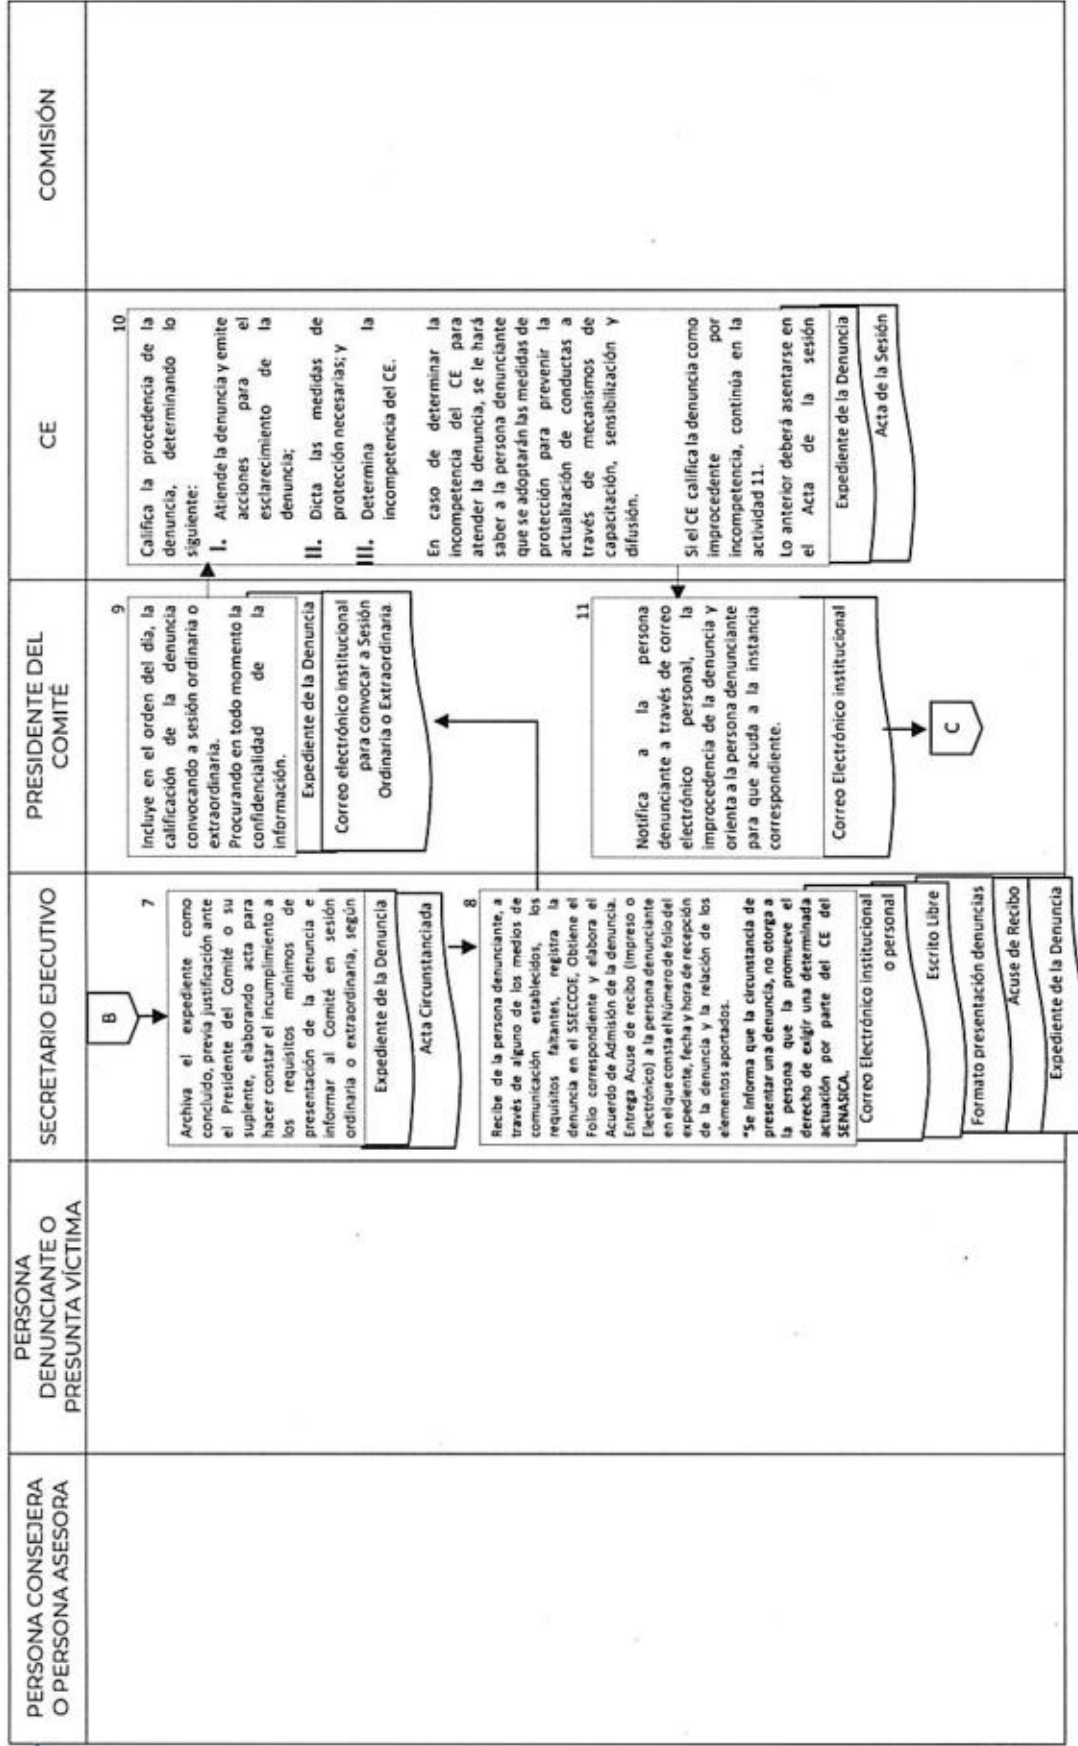 PERSONA CONSEJERA
O PERSONA ASESORA
PERSONA
DENUNCIANTE O
PRESUNTA VÍCTIMA
SECRETARIO EJECUTIVO
PRESIDENTE DEL
COMITÉ
CE
COMISIÓN
B
7
Archiva el expediente como
concluido, previa justificación ante
el Presidente del Comité o su
suplente, elaborando acta para
hacer constar el incumplimiento a
los requisitos mínimos de
presentación de la denuncia e
informar al Comité en sesión
ordinaria o extraordinaria, según
Expediente de la Denuncia
Acta Circunstanciada
8
Recibe de la persona denunciante, a
través de alguno de los medios de
comunicación establecidos, los
requisitos faltantes, registra la
denuncia en el SSECCOE, Obtiene el
Folio correspondiente y elabora el
Acuerdo de Admisión de la denuncia.
Entrega Acuse de recibo (Impreso o
Electrónico) a la persona denunciante
en el que consta el Número de folio del
expediente, fecha y hora de recepción
de la denuncia y la relación de los
elementos aportados.
"Se informa que la circunstancia de
presentar una denuncia, no otorga a
la persona que la promueve el
derecho de exigir una determinada
actuación por parte del CE del
SENASICA.
Correo Electrónico institucional
o personal
Escrito Libre
Formato presentación denuncias
Acuse de Recibo
Expediente de la Denuncia
9
Incluye en el orden del día, la
calificación de la denuncia
convocando a sesión ordinaria o
extraordinaria.
Procurando en todo momento la
confidencialidad de la
información.
Expediente de la Denuncia
Correo electrónico institucional
para convocar a Sesión
Ordinaria o Extraordinaria.
10
Califica la procedencia de la
denuncia, determinando lo
siguiente:
I. Atiende la denuncia y emite
acciones para el
esclarecimiento de la
denuncia;
II. Dicta las medidas de
protección necesarias; y
III. Determina la
incompetencia del CE.
En caso de determinar la
incompetencia del CE para
atender la denuncia, se le hará
saber a la persona denunciante
que se adoptarán las medidas de
protección para prevenir la
actualización de conductas a
través de mecanismos de
capacitación, sensibilización y
difusión.
Si el CE califica la denuncia como
improcedente por
incompetencia, continúa en la
actividad 11.
Lo anterior deberá asentarse en
el Acta de la sesión
Expediente de la Denuncia
Acta de la Sesión
11
Notifica a la persona
denunciante a través de correo
electrónico personal, la
improcedencia de la denuncia y
orienta a la persona denunciante
para que acuda a la instancia
correspondiente.
Correo Electrónico institucional
C